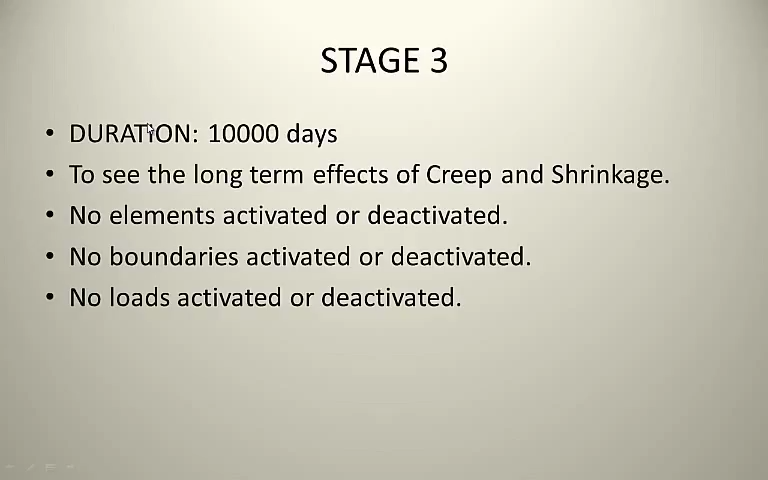 STAGE 3
• DURATION: 10000 days
• To see the long term effects of Creep and Shrinkage.
• No elements activated or deactivated.
• No boundaries activated or deactivated.
• No loads activated or deactivated.